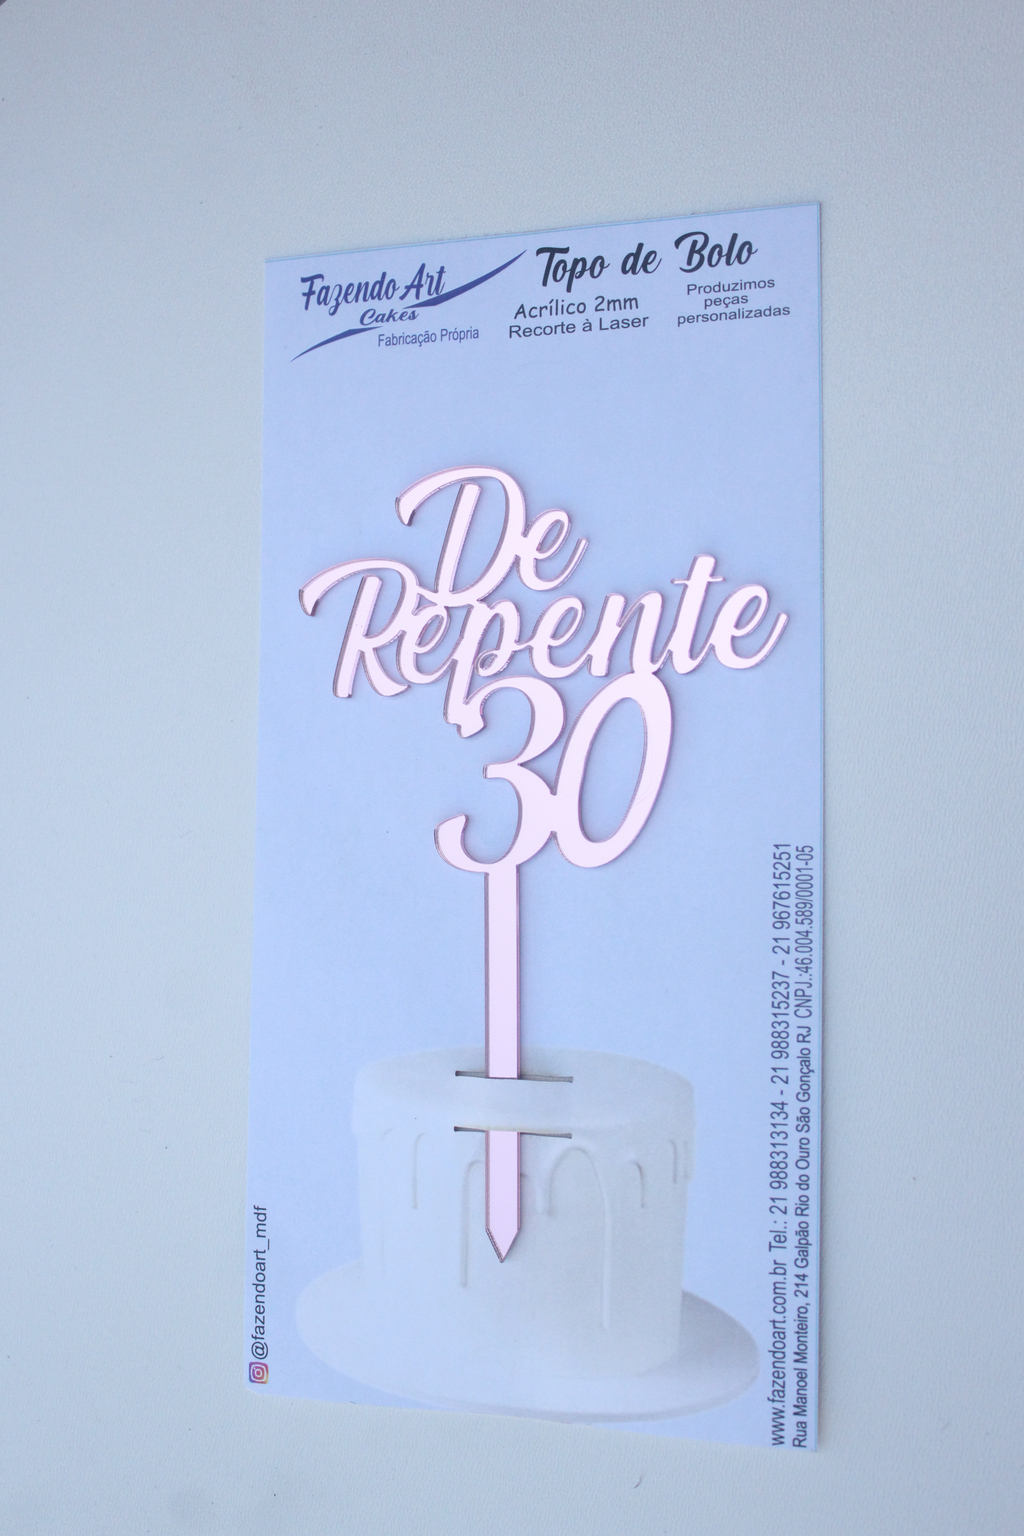 Fazendo Art
Cakes
Fabricação Própria
Topo de Bolo
Acrílico 2mm
Recorte à Laser
Produzimos
peças
personalizadas
De
Repente
30
@fazendoart_mdf
www.fazendoart.com.br Tel.: 21 988313134 - 21 988315237 - 21 967615251
Rua Manoel Monteiro, 214 Galpão Rio do Ouro São Gonçalo RJ CNPJ.:46.004.589/0001-05